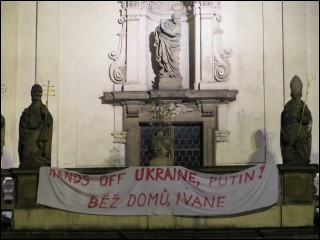 HANDS OFF UKRAINE, PUTIN!
BĚŽ DOMŮ, IVANE